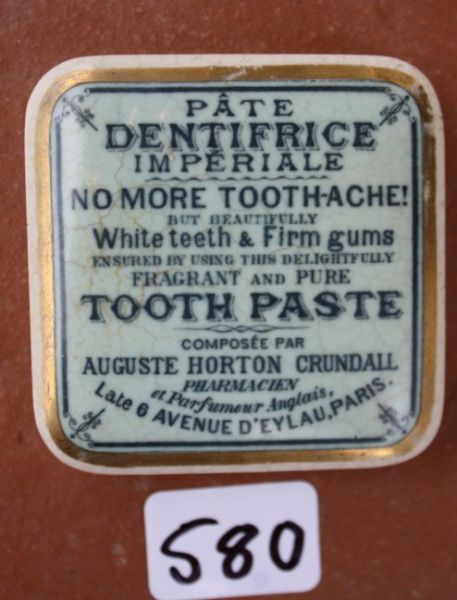 PÂTE
DENTIFRICE
IMPÉRIALE
NO MORE TOOTH-ACHE!
BUT BEAUTIFULLY
White teeth & Firm gums
ENSURED BY USING THIS DELIGHTFULLY
FRAGRANT AND PURE
TOOTH PASTE
COMPOSÉE PAR
AUGUSTE HORTON CRUNDALL
PHARMACIEN
et Parfumeur Anglais,
Late 6 AVENUE D'EYLAU, PARIS.
580